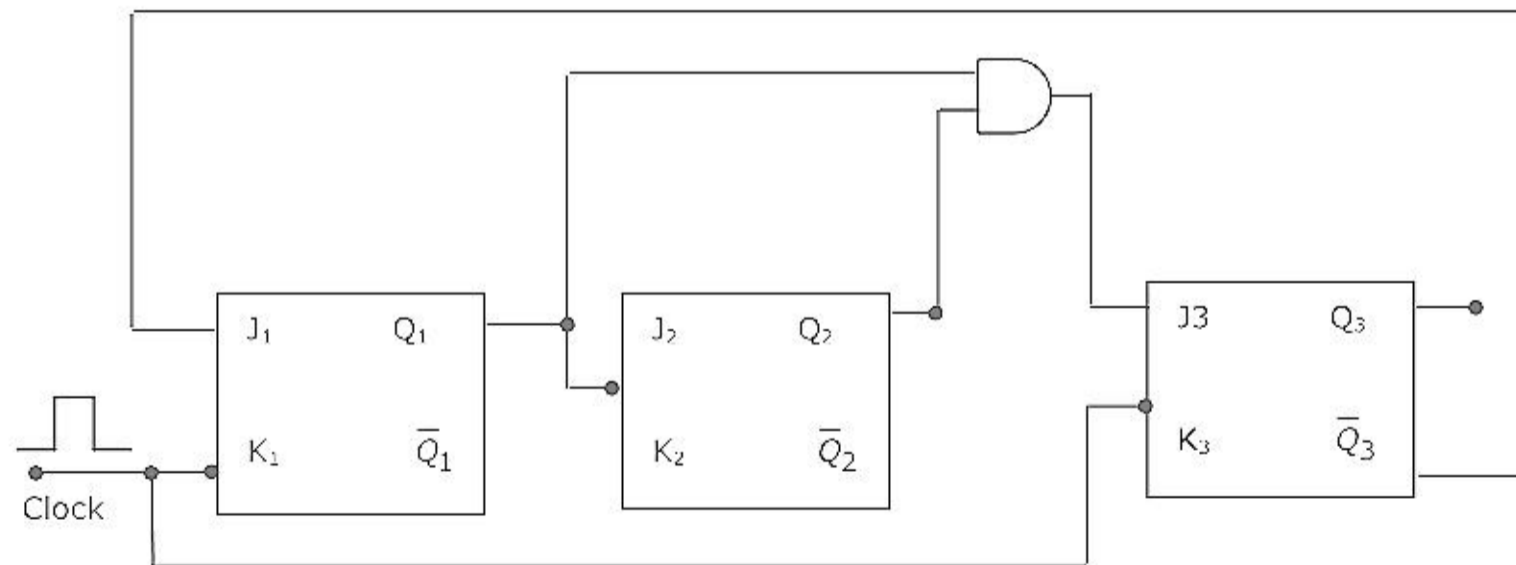 J₁ Q₁
K₁ Q̅₁
J₂ Q₂
K₂ Q̅₂
J3 Q₃
K₃ Q̅₃
Clock